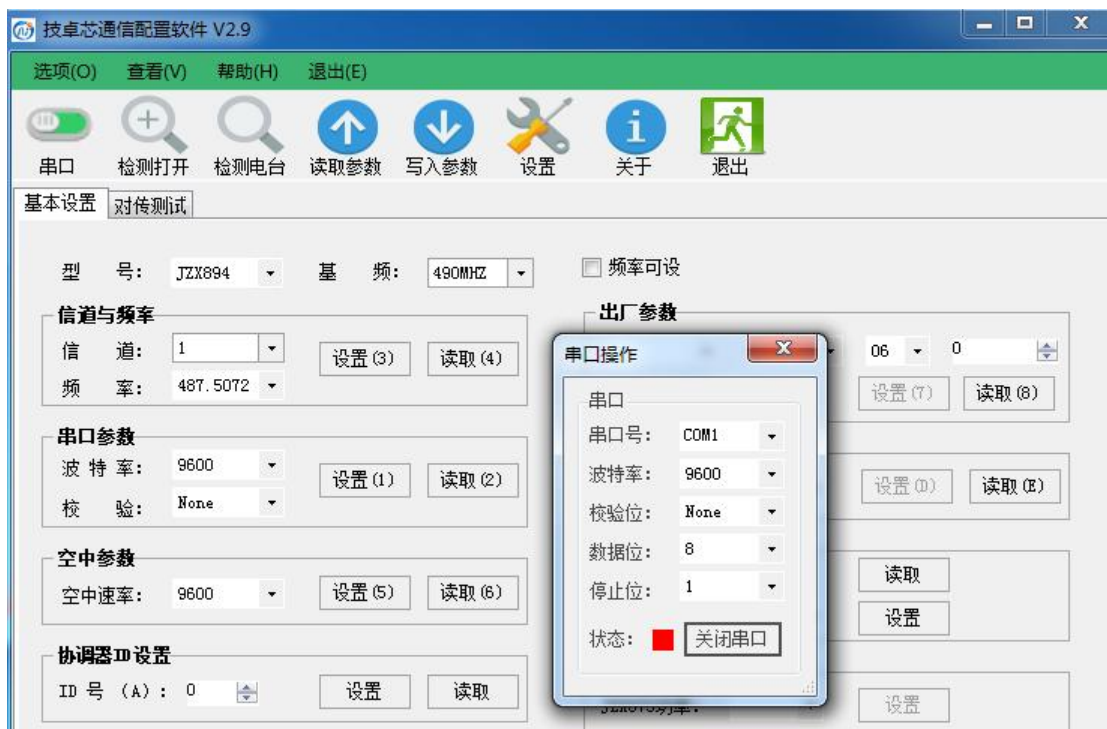 技卓芯通信配置软件 V2.9
选项(O) 查看(V) 帮助(H) 退出(E)
串口 检测打开 检测电台 读取参数 写入参数 设置 关于 退出
基本设置 对传测试
型 号: JZX894 基 频: 490MHZ 频率可设
信道与频率
信 道: 1 设置(3) 读取(4)
频 率: 487.5072
串口参数
波 特 率: 9600 设置(1) 读取(2)
校 验: None
空中参数
空中速率: 9600 设置(5) 读取(6)
协调器ID设置
ID 号 (A): 0 设置 读取
出厂参数
06 0
设置(7) 读取(8)
设置(D) 读取(E)
读取
设置
设置
串口操作
串口
串口号: COM1
波特率: 9600
校验位: None
数据位: 8
停止位: 1
状态: 关闭串口